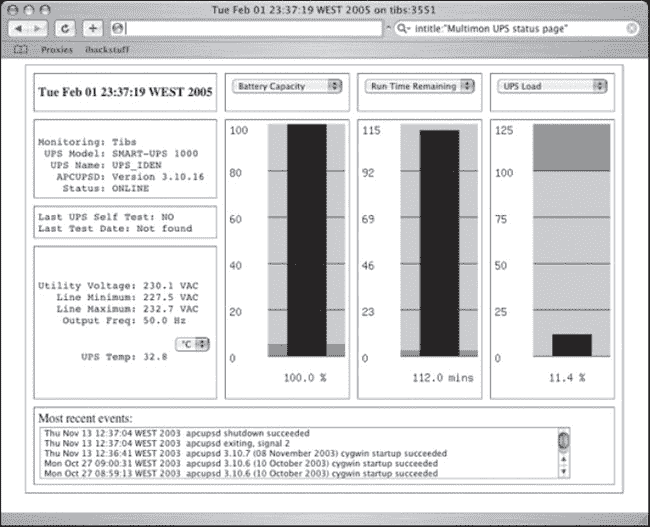 Tue Feb 01 23:37:19 WEST 2005 on tibs:3551
intitle:"Multimon UPS status page"
Proxies ihackstuff
Tue Feb 01 23:37:19 WEST 2005
Battery Capacity
Run Time Remaining
UPS Load
Monitoring: Tibs
UPS Model: SMART-UPS 1000
UPS Name: UPS_IDEN
APCUPSD: Version 3.10.16
Status: ONLINE
Last UPS Self Test: NO
Last Test Date: Not found
Utility Voltage: 230.1 VAC
Line Minimum: 227.5 VAC
Line Maximum: 232.7 VAC
Output Freq: 50.0 Hz
°C
UPS Temp: 32.8
100
80
60
40
20
0
100.0 %
115
92
69
46
23
0
112.0 mins
125
100
75
50
25
0
11.4 %
Most recent events:
Thu Nov 13 12:37:04 WEST 2003 apcupsd shutdown succeeded
Thu Nov 13 12:37:04 WEST 2003 apcupsd exiting, signal 2
Thu Nov 13 12:36:41 WEST 2003 apcupsd 3.10.7 (08 November 2003) cygwin startup succeeded
Mon Oct 27 09:00:31 WEST 2003 apcupsd 3.10.6 (10 October 2003) cygwin startup succeeded
Mon Oct 27 08:59:13 WEST 2003 apcupsd 3.10.6 (10 October 2003) cygwin startup succeeded